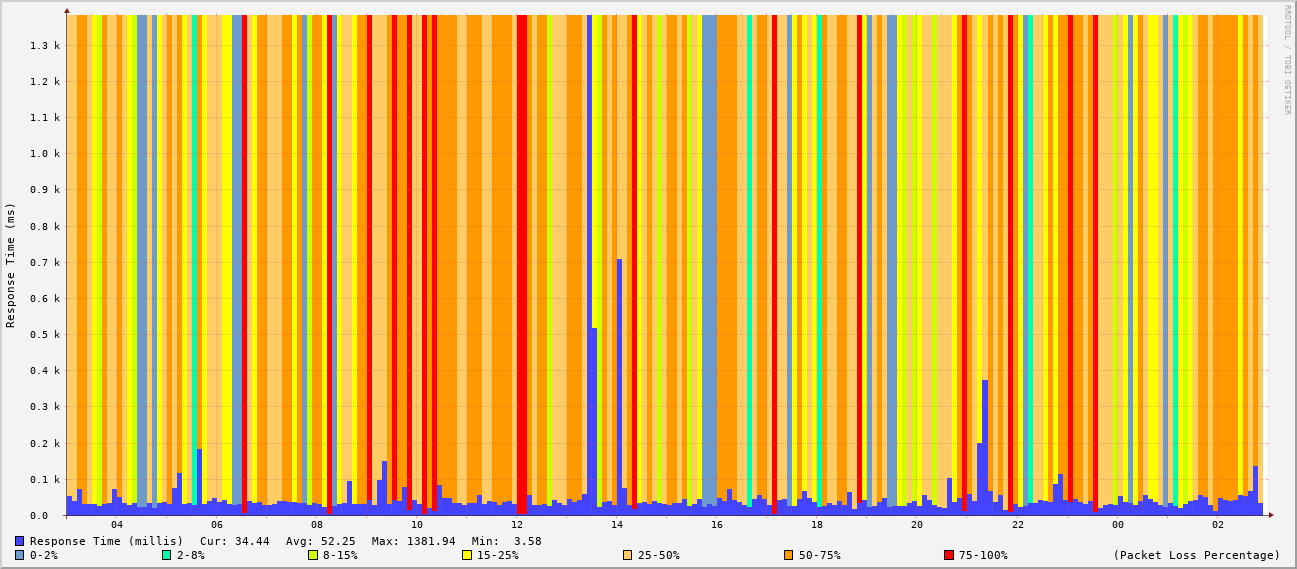 RRDTOOL / TOBI OETIKER
Response Time (ms)
1.3 k
1.2 k
1.1 k
1.0 k
0.9 k
0.8 k
0.7 k
0.6 k
0.5 k
0.4 k
0.3 k
0.2 k
0.1 k
0.0
04 06 08 10 12 14 16 18 20 22 00 02
Response Time (millis) Cur: 34.44 Avg: 52.25 Max: 1381.94 Min: 3.58
0-2% 2-8% 8-15% 15-25% 25-50% 50-75% 75-100% (Packet Loss Percentage)